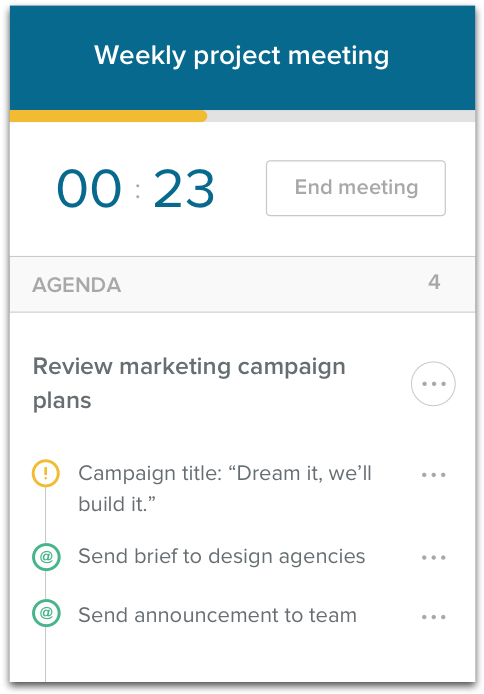 Weekly project meeting
00 : 23
End meeting
AGENDA
4
Review marketing campaign
plans
!
Campaign title: “Dream it, we’ll
build it.”
@
Send brief to design agencies
@
Send announcement to team